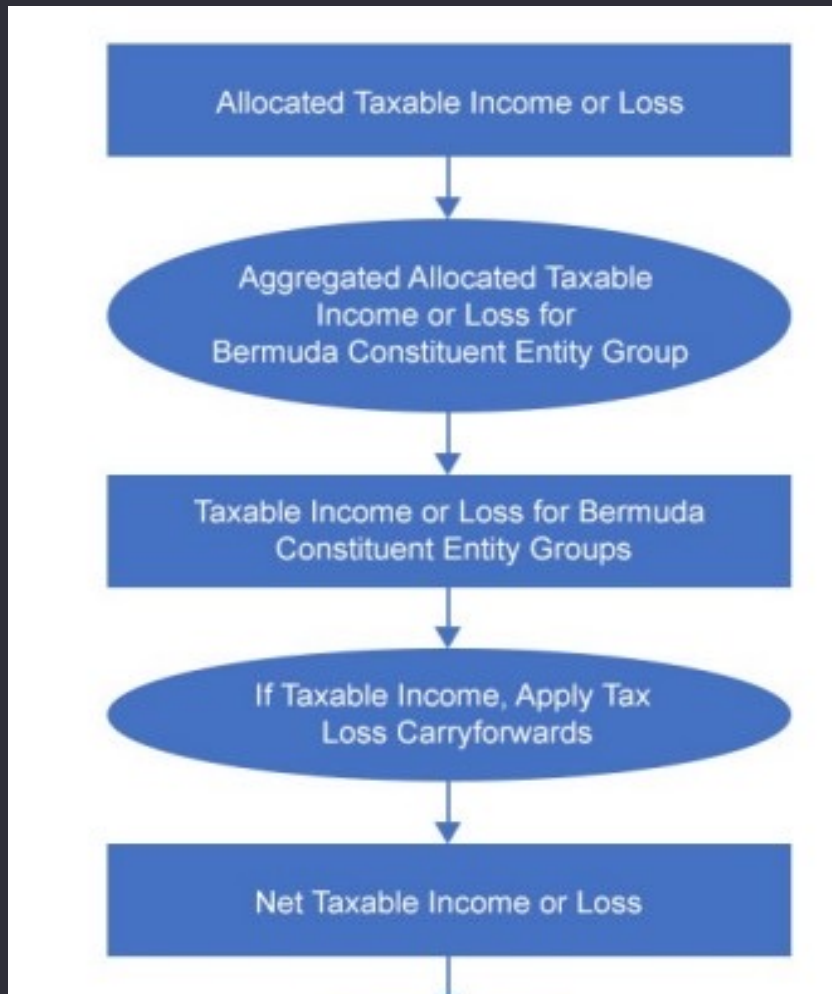 Allocated Taxable Income or Loss
Aggregated Allocated Taxable
Income or Loss for
Bermuda Constituent Entity Group
Taxable Income or Loss for Bermuda
Constituent Entity Groups
If Taxable Income, Apply Tax
Loss Carryforwards
Net Taxable Income or Loss